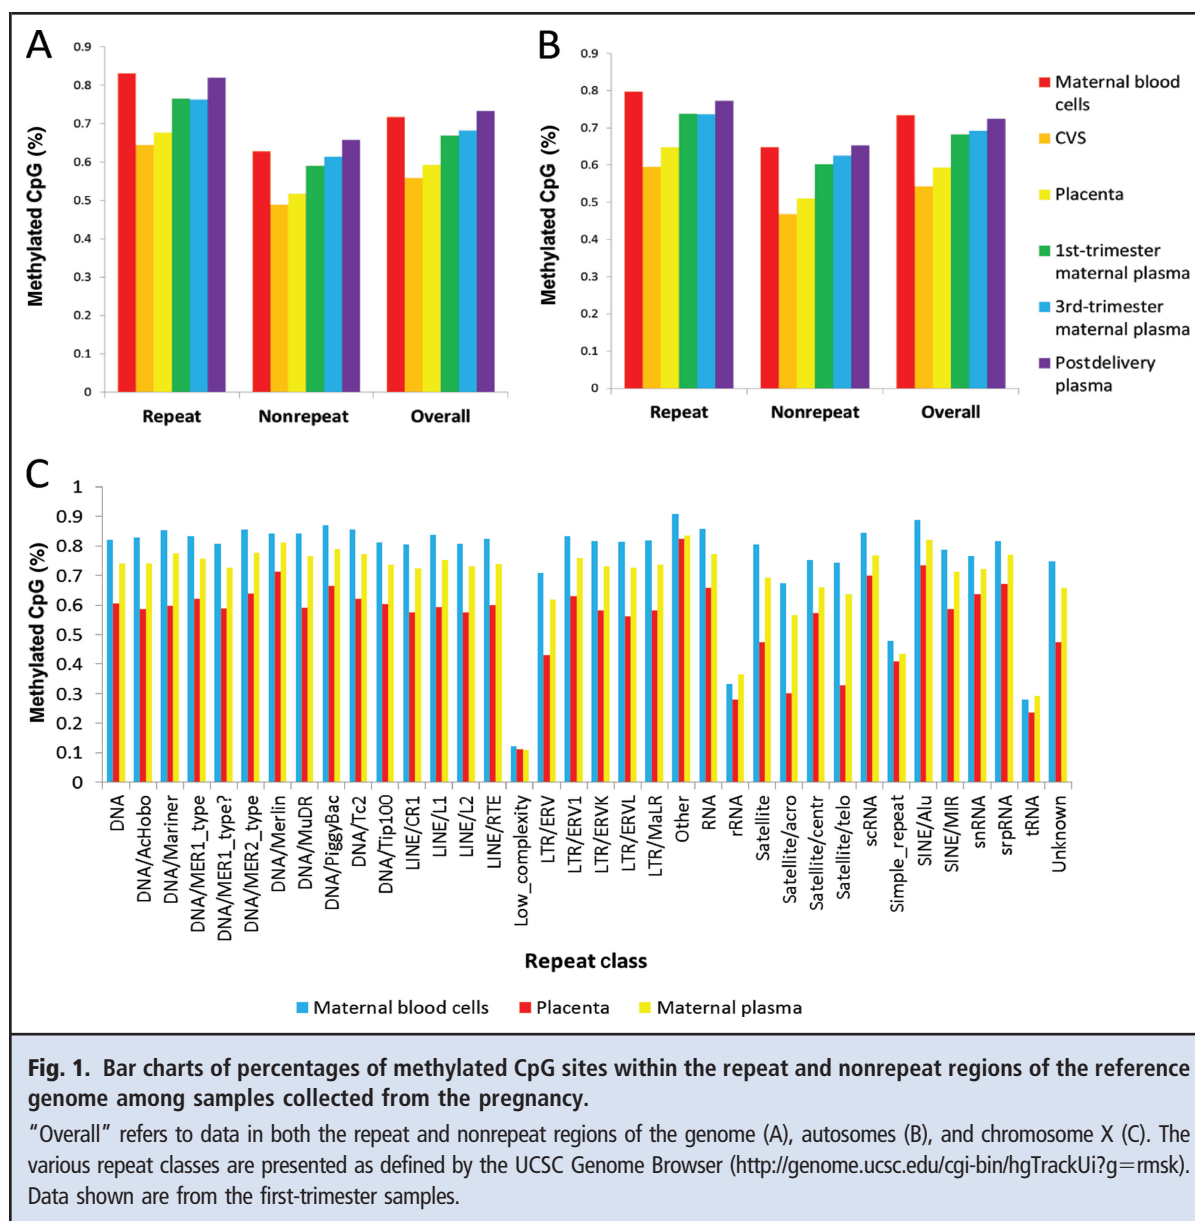 A
0.9
0.8
0.7
0.6
0.5
0.4
0.3
0.2
0.1
0
Methylated CpG (%)
Repeat Nonrepeat Overall
B
0.9
0.8
0.7
0.6
0.5
0.4
0.3
0.2
0.1
0
Methylated CpG (%)
Repeat Nonrepeat Overall
Maternal blood
cells
CVS
Placenta
1st-trimester
maternal plasma
3rd-trimester
maternal plasma
Postdelivery
plasma
C
1
0.9
0.8
0.7
0.6
0.5
0.4
0.3
0.2
0.1
0
Methylated CpG (%)
DNA
DNA/AcHobo
DNA/Mariner
DNA/MER1_type
DNA/MER1_type?
DNA/MER2_type
DNA/Merlin
DNA/MuDR
DNA/PiggyBac
DNA/Tc2
DNA/Tip100
LINE/CR1
LINE/L1
LINE/L2
LINE/RTE
Low_complexity
LTR/ERV
LTR/ERV1
LTR/ERVK
LTR/ERVL
LTR/MaLR
Other
RNA
rRNA
Satellite
Satellite/acro
Satellite/centr
Satellite/telo
scRNA
Simple_repeat
SINE/Alu
SINE/MIR
snRNA
srpRNA
tRNA
Unknown
Repeat class
Maternal blood cells Placenta Maternal plasma
Fig. 1. Bar charts of percentages of methylated CpG sites within the repeat and nonrepeat regions of the reference
genome among samples collected from the pregnancy.
"Overall" refers to data in both the repeat and nonrepeat regions of the genome (A), autosomes (B), and chromosome X (C). The
various repeat classes are presented as defined by the UCSC Genome Browser (http://genome.ucsc.edu/cgi-bin/hgTrackUi?g=rmsk).
Data shown are from the first-trimester samples.